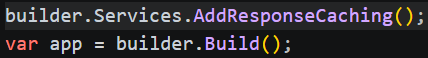 builder.Services.AddResponseCaching();
var app = builder.Build();